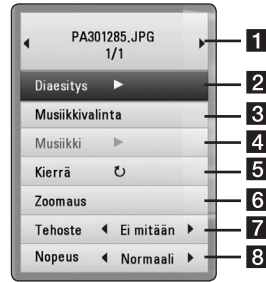 PA301285.JPG 1
1/1
Diaesitys 2
Musiikkivalinta 3
Musiikki 4
Kierrä 5
Zoomaus 6
Tehoste Ei mitään 7
Nopeus Normaali 8